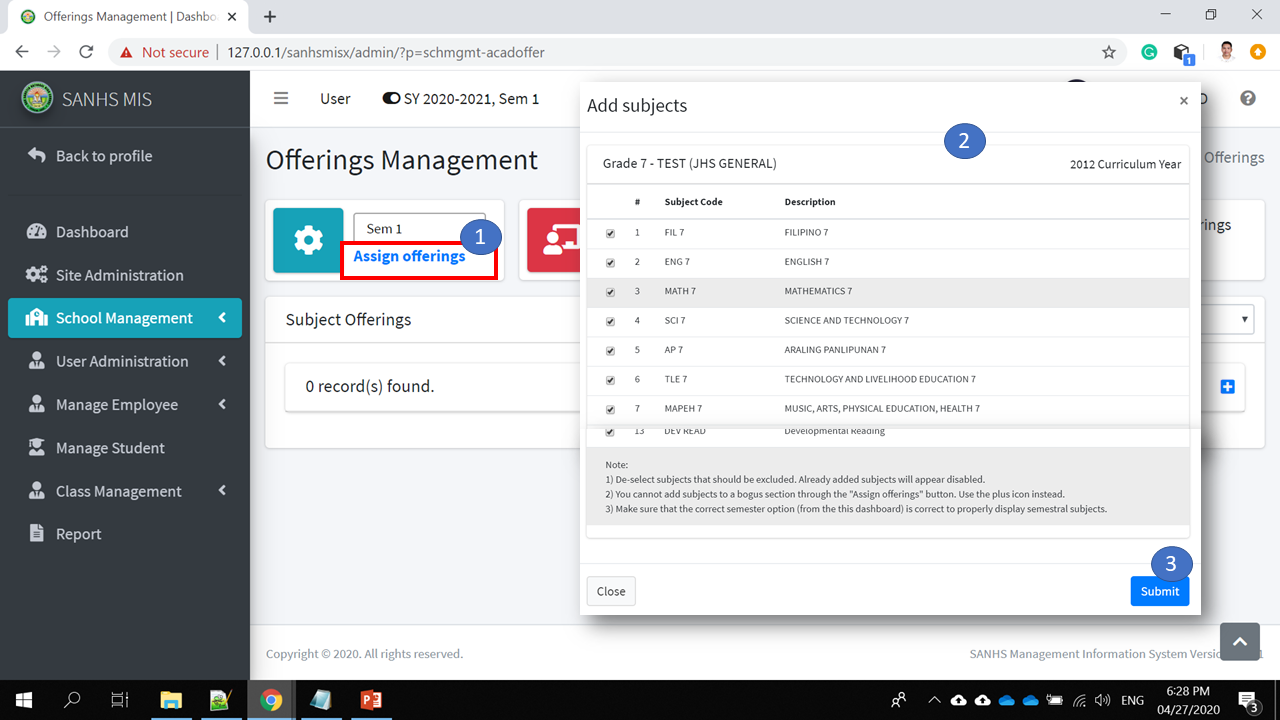 Offerings Management | Dashbo
Not secure | 127.0.0.1/sanhsmisx/admin/?p=schmgmt-acadoffer
1
SANHS MIS
Back to profile
Dashboard
Site Administration
School Management
User Administration
Manage Employee
Manage Student
Class Management
Report
User
SY 2020-2021, Sem 1
Offerings Management
Offerings
Sem 1
1
Assign offerings
ings
Subject Offerings
0 record(s) found.
Add subjects
×
2
Grade 7 - TEST (JHS GENERAL)
2012 Curriculum Year
# Subject Code Description
1 FIL 7 FILIPINO 7
2 ENG 7 ENGLISH 7
3 MATH 7 MATHEMATICS 7
4 SCI 7 SCIENCE AND TECHNOLOGY 7
5 AP 7 ARALING PANLIPUNAN 7
6 TLE 7 TECHNOLOGY AND LIVELIHOOD EDUCATION 7
7 MAPEH 7 MUSIC, ARTS, PHYSICAL EDUCATION, HEALTH 7
13 DEV READ Developmental Reading
Note:
1) De-select subjects that should be excluded. Already added subjects will appear disabled.
2) You cannot add subjects to a bogus section through the "Assign offerings" button. Use the plus icon instead.
3) Make sure that the correct semester option (from the this dashboard) is correct to properly display semestral subjects.
3
Close
Submit
Copyright © 2020. All rights reserved.
SANHS Management Information System Versi
ENG
6:28 PM
04/27/2020
3